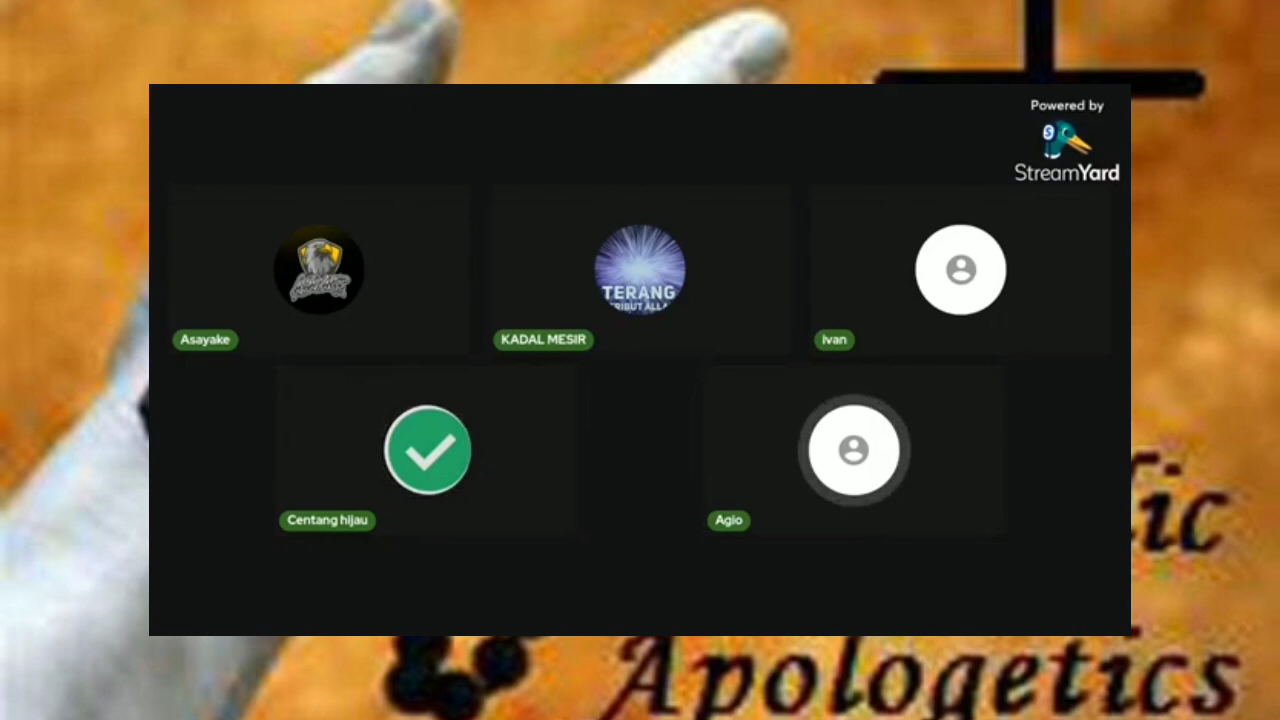 Powered by
StreamYard
TERANG
Asayake
KADAL MESIR
Ivan
Centang hijau
Agio
Apologetics